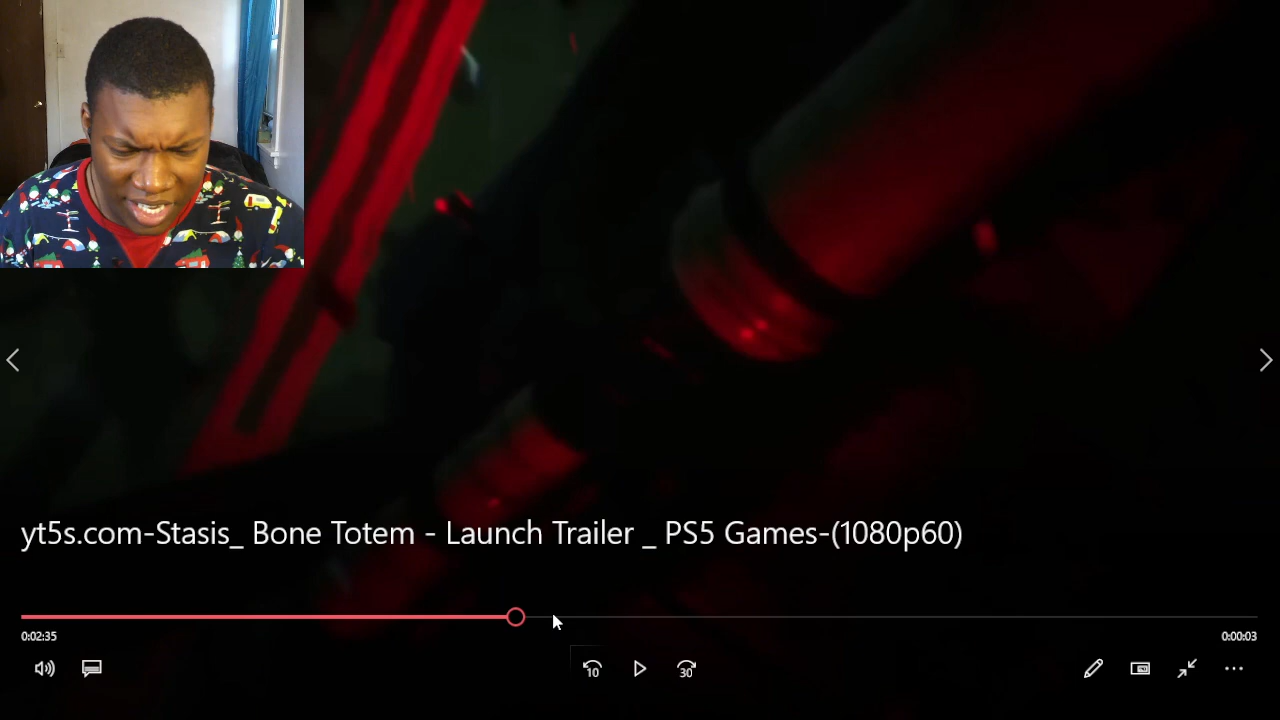 yt5s.com-Stasis_ Bone Totem - Launch Trailer _ PS5 Games-(1080p60)
0:02:35
0:00:03
10
30